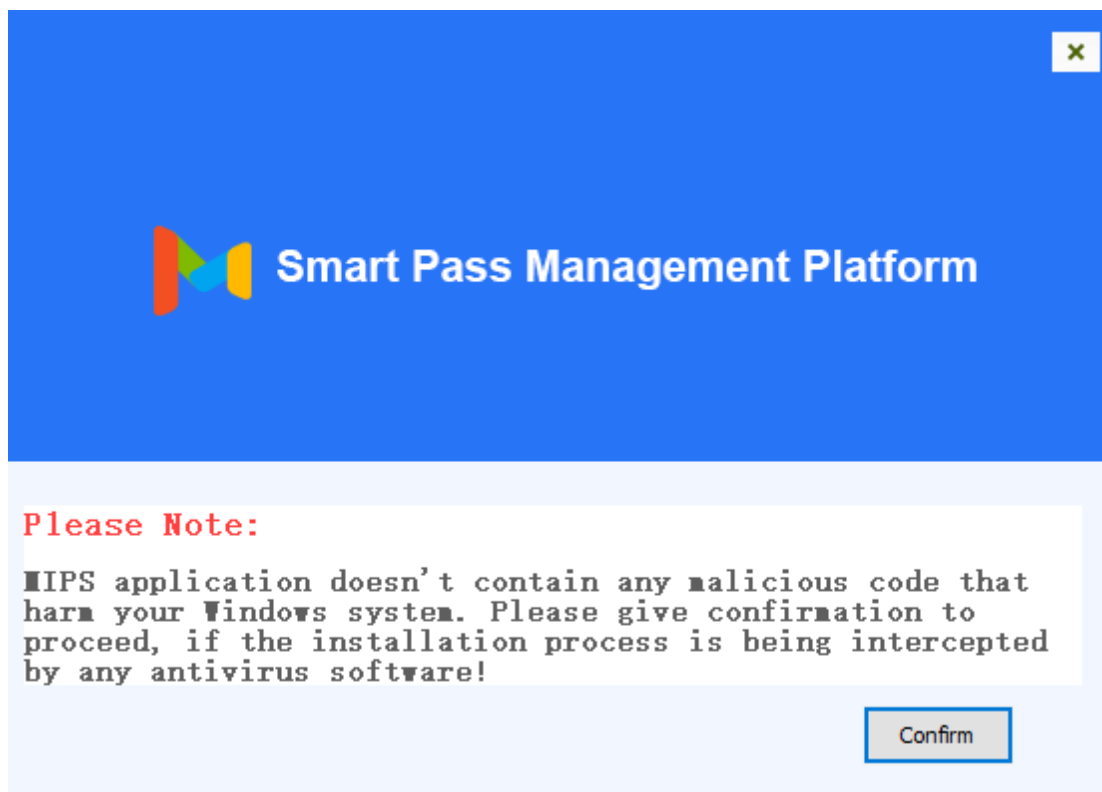 Smart Pass Management Platform
Please Note:
MIPS application doesn't contain any malicious code that
harm your Windows system. Please give confirmation to
proceed, if the installation process is being intercepted
by any antivirus software!
Confirm